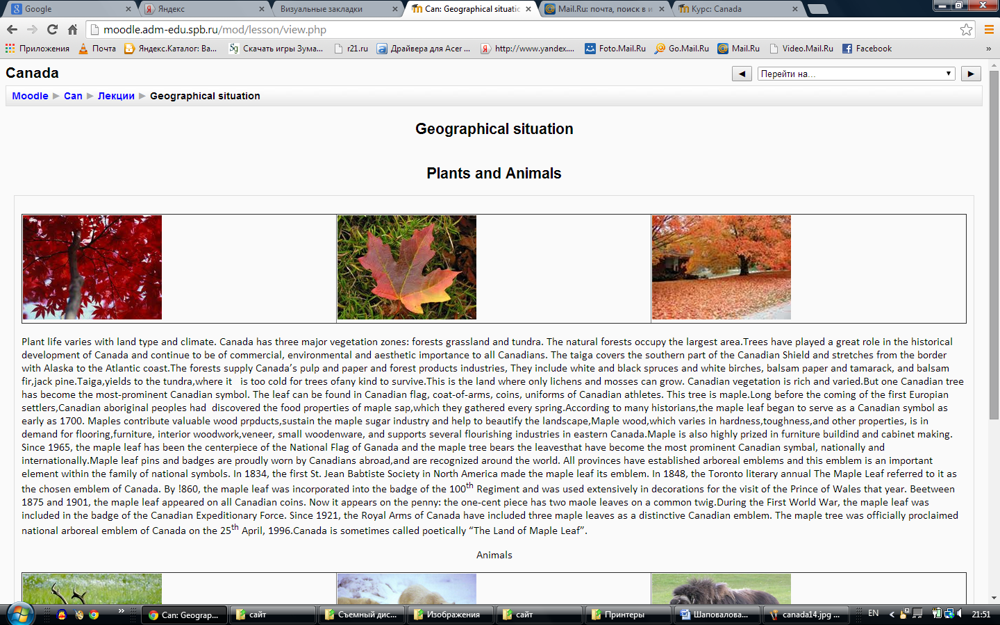 Google
Яндекс
Визуальные закладки
Can: Geographical situatio
Mail.Ru: почта, поиск в и
Курс: Canada
moodle.adm-edu.spb.ru/mod/lesson/view.php
Приложения
Почта
Яндекс.Каталог: Ва...
Скачать игры Зума...
r21.ru
Драйвера для Acer ...
http://www.yandex....
Foto.Mail.Ru
Go.Mail.Ru
Mail.Ru
Video.Mail.Ru
Facebook
»
Canada
Перейти на...
Moodle ► Can ► Лекции ► Geographical situation
Geographical situation
Plants and Animals
Plant life varies with land type and climate. Canada has three major vegetation zones: forests grassland and tundra. The natural forests occupy the largest area.Trees have played a great role in the historical
development of Canada and continue to be of commercial, environmental and aesthetic importance to all Canadians. The taiga covers the southern part of the Canadian Shield and stretches from the border
with Alaska to the Atlantic coast.The forests supply Canada’s pulp and paper and forest products industries, They include white and black spruces and white birches, balsam paper and tamarack, and balsam
fir,jack pine.Taiga,yields to the tundra,where it is too cold for trees ofany kind to survive.This is the land where only lichens and mosses can grow. Canadian vegetation is rich and varied.But one Canadian tree
has become the most-prominent Canadian symbol. The leaf can be found in Canadian flag, coat-of-arms, coins, uniforms of Canadian athletes. This tree is maple.Long before the coming of the first Europian
settlers,Canadian aboriginal peoples had discovered the food properties of maple sap,which they gathered every spring.According to many historians,the maple leaf began to serve as a Canadian symbol as
early as 1700. Maples contribute valuable wood prpducts,sustain the maple sugar industry and help to beautify the landscape,Maple wood,which varies in hardness,toughness,and other properties, is in
demand for flooring,furniture, interior woodwork,veneer, small woodenware, and supports several flourishing industries in eastern Canada.Maple is also highly prized in furniture buildind and cabinet making.
Since 1965, the maple leaf has been the centerpiece of the National Flag of Ganada and the maple tree bears the leavesthat have become the most prominent Canadian symbal, nationally and
internationally.Maple leaf pins and badges are proudly worn by Canadians abroad,and are recognized around the world. All provinces have established arboreal emblems and this emblem is an important
element within the family of national symbols. In 1834, the first St. Jean Babtiste Society in North America made the maple leaf its emblem. In 1848, the Toronto literary annual The Maple Leaf referred to it as
the chosen emblem of Canada. By !860, the maple leaf was incorporated into the badge of the 100th Regiment and was used extensively in decorations for the visit of the Prince of Wales that year. Beetween
1875 and 1901, the maple leaf appeared on all Canadian coins. Now it appears on the penny: the one-cent piece has two maole leaves on a common twig.During the First World War, the maple leaf was
included in the badge of the Canadian Expeditionary Force. Since 1921, the Royal Arms of Canada have included three maple leaves as a distinctive Canadian emblem. The maple tree was officially proclaimed
national arboreal emblem of Canada on the 25th April, 1996.Canada is sometimes called poetically “The Land of Maple Leaf”.
Animals
»
Can: Geograp...
сайт
Съемный дис...
Изображения
сайт
Принтеры
Шаповалова...
canada14.jpg ...
EN
21:51